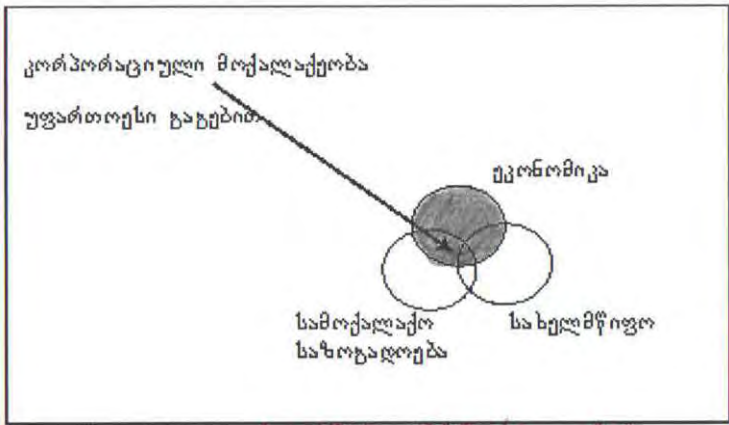 კორპორაციული მოქალაქეობა
უფართოესი გაგებით
ეკონომიკა
სამოქალაქო
საზოგადოება
სახელმწიფო